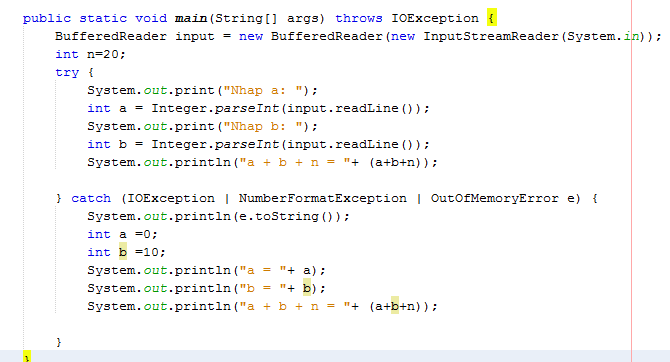 public static void main(String[] args) throws IOException {
    BufferedReader input = new BufferedReader(new InputStreamReader(System.in));
    int n=20;
    try {
        System.out.print("Nhap a: ");
        int a = Integer.parseInt(input.readLine());
        System.out.print("Nhap b: ");
        int b = Integer.parseInt(input.readLine());
        System.out.println("a + b + n = "+ (a+b+n));
    } catch (IOException | NumberFormatException | OutOfMemoryError e) {
        System.out.println(e.toString());
        int a =0;
        int b =10;
        System.out.println("a = "+ a);
        System.out.println("b = "+ b);
        System.out.println("a + b + n = "+ (a+b+n));
    }
}